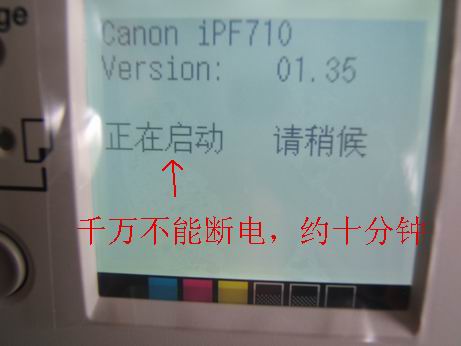 ge
Canon iPF710
Version: 01.35
正在启动 请稍候
千万不能断电，约十分钟